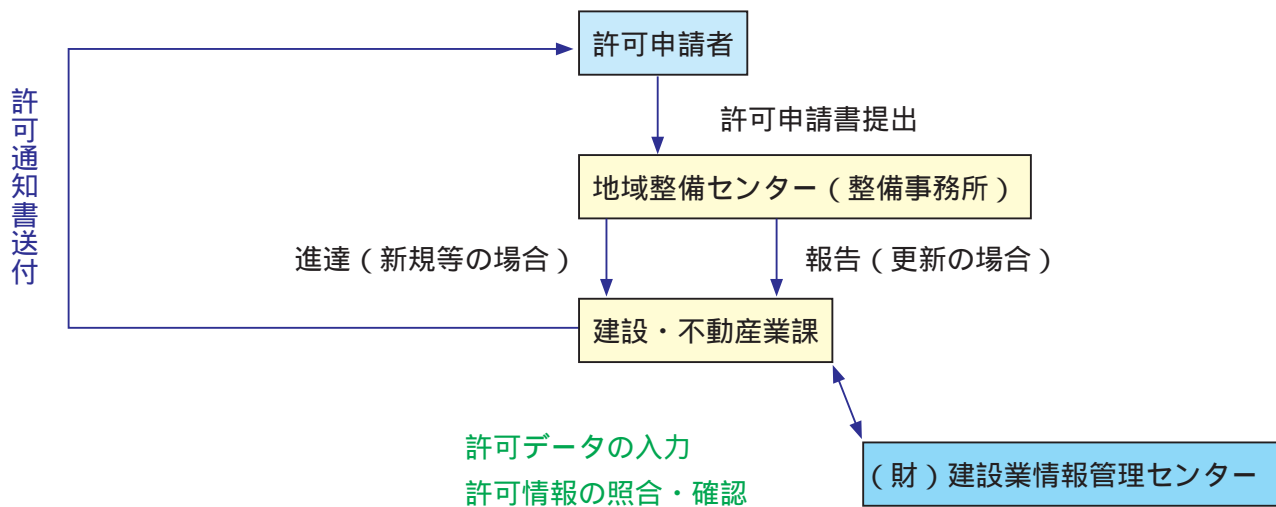 許可申請者
許可通知書送付
許可申請書提出
地域整備センター（整備事務所）
進達（新規等の場合）
報告（更新の場合）
建設・不動産業課
許可データの入力
許可情報の照合・確認
（財）建設業情報管理センター